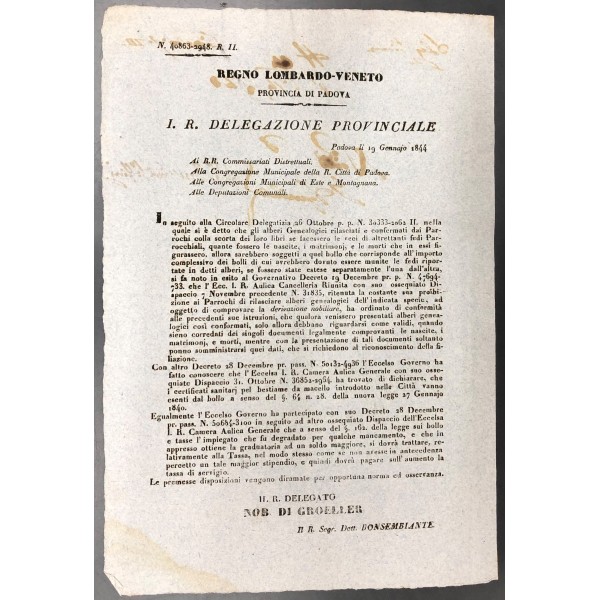 N. 40863-2948. R. II.
REGNO LOMBARDO-VENETO
PROVINCIA DI PADOVA
I. R. DELEGAZIONE PROVINCIALE
Padova li 19 Gennajo 1844
Ai RR. Commissariati Distrettuali.
Alla Congregazione Municipale della R. Città di Padova.
Alle Congregazioni Municipali di Este e Montagnana.
Alle Deputazioni Comunali.
In seguito alla Circolare Delegatizia 26 Ottobre p. p. N. 30333-2062 II. nella
quale si è detto che gli alberi Genealogici rilasciati e confermati dai Par-
rochi colla scorta dei loro libri se facessero le veci di altrettanti fedi Par-
rocchiali, quante fossero le nascite, i matrimonj, e le morti che in essi fi-
gurassero, allora sarebbero soggetti a quel bollo che corrisponde all'importo
complessivo dei bolli di cui avrebbero dovuto essere munite le fedi ripor-
tate in detti alberi, se fossero state estese separatamente l'una dall'altra,
si fa noto in esito al Governativo Decreto 19 Decembre pr. p. N. 47694-
733. che l'Ecc. I. R. Aulica Cancelleria Riunita con suo ossequiato Di-
spaccio 7 Novembre precedente N. 31835, ritenuta la costante sua proibi-
zione ai Parrochi di rilasciare alberi genealogici dell'indicata specie, ad
oggetto di comprovare la derivazione nobiliare, ha ordinato di conformità
alle precedenti sue istruzioni, che qualora venissero presentati alberi genea-
logici così conformati, solo allora debbano riguardarsi come validi, quando
sieno corredati dei singoli documenti legalmente comprovanti le nascite, i
matrimonj, e morti, mentre con la presentazione di tali documenti soltanto
ponno somministrarsi quei dati, che si richiedono al riconoscimento della fi-
liazione.
Con altro Decreto 28 Decembre pr. pass. N. 50132-4936 l'Eccelso Governo ha
fatto conoscere che l'Eccelsa I. R. Camera Aulica Generale con suo osse-
quiato Dispaccio 31. Ottobre N. 36852-2954 ha trovato di dichiarare, che
i certificati sanitarj pel bestiame da macello introdotto nelle Città vanno
esenti dal bollo a senso del §. 64 n. 28. della nuova legge 27 Gennajo
1840.
Egualmente l'Eccelso Governo ha partecipato con suo Decreto 28 Decembre
pr. pass. N. 50684-3100 in seguito ad altro ossequiato Dispaccio dell'Eccelsa
I. R. Camera Aulica Generale che a senso del §. 162. della legge sui bollo
e tasse l'impiegato che fu degradato per qualche mancamento, e che in
appresso ottiene la graduatoria ad un soldo maggiore, si dovrà trattare, re-
lativamente alla Tassa, nel modo stesso come se non avesse in antecedenza
repercetto un tale maggior stipendio, e quindi dovrà pagare sull'aumento la
tassa di servigio.
Le premesse disposizioni vengono diramate per opportuna norma ed osservanza.
IL R. DELEGATO
NOB. DI GROELLER
Il R. Segr. Dott. BONSEMBIANTE.